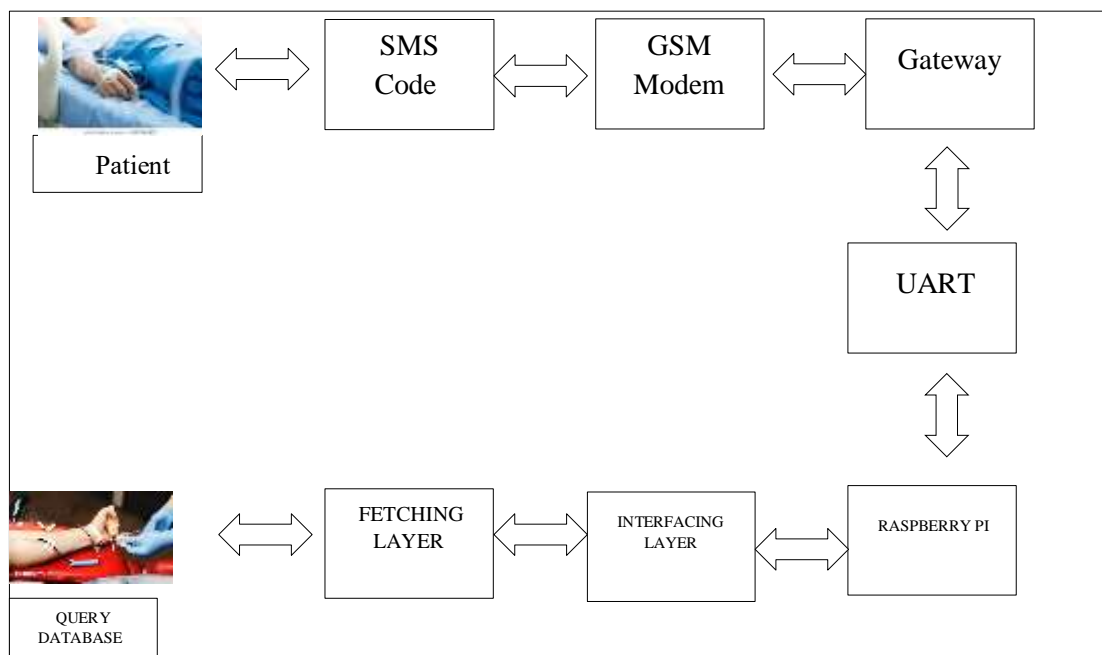 SMS
Code
GSM
Modem
Gateway
Patient
UART
FETCHING
LAYER
INTERFACING
LAYER
RASPBERRY PI
QUERY
DATABASE